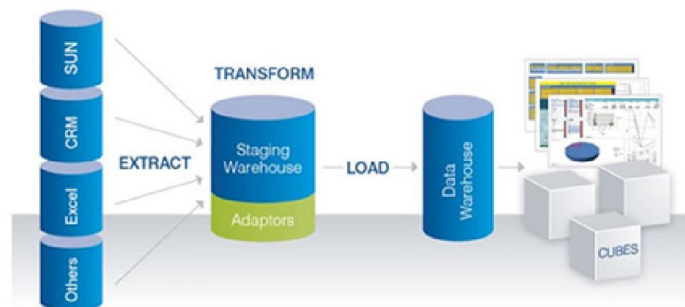 SUN
CRM
Excel
Others
EXTRACT
TRANSFORM
Staging
Warehouse
Adaptors
LOAD
Data
Warehouse
CUBES